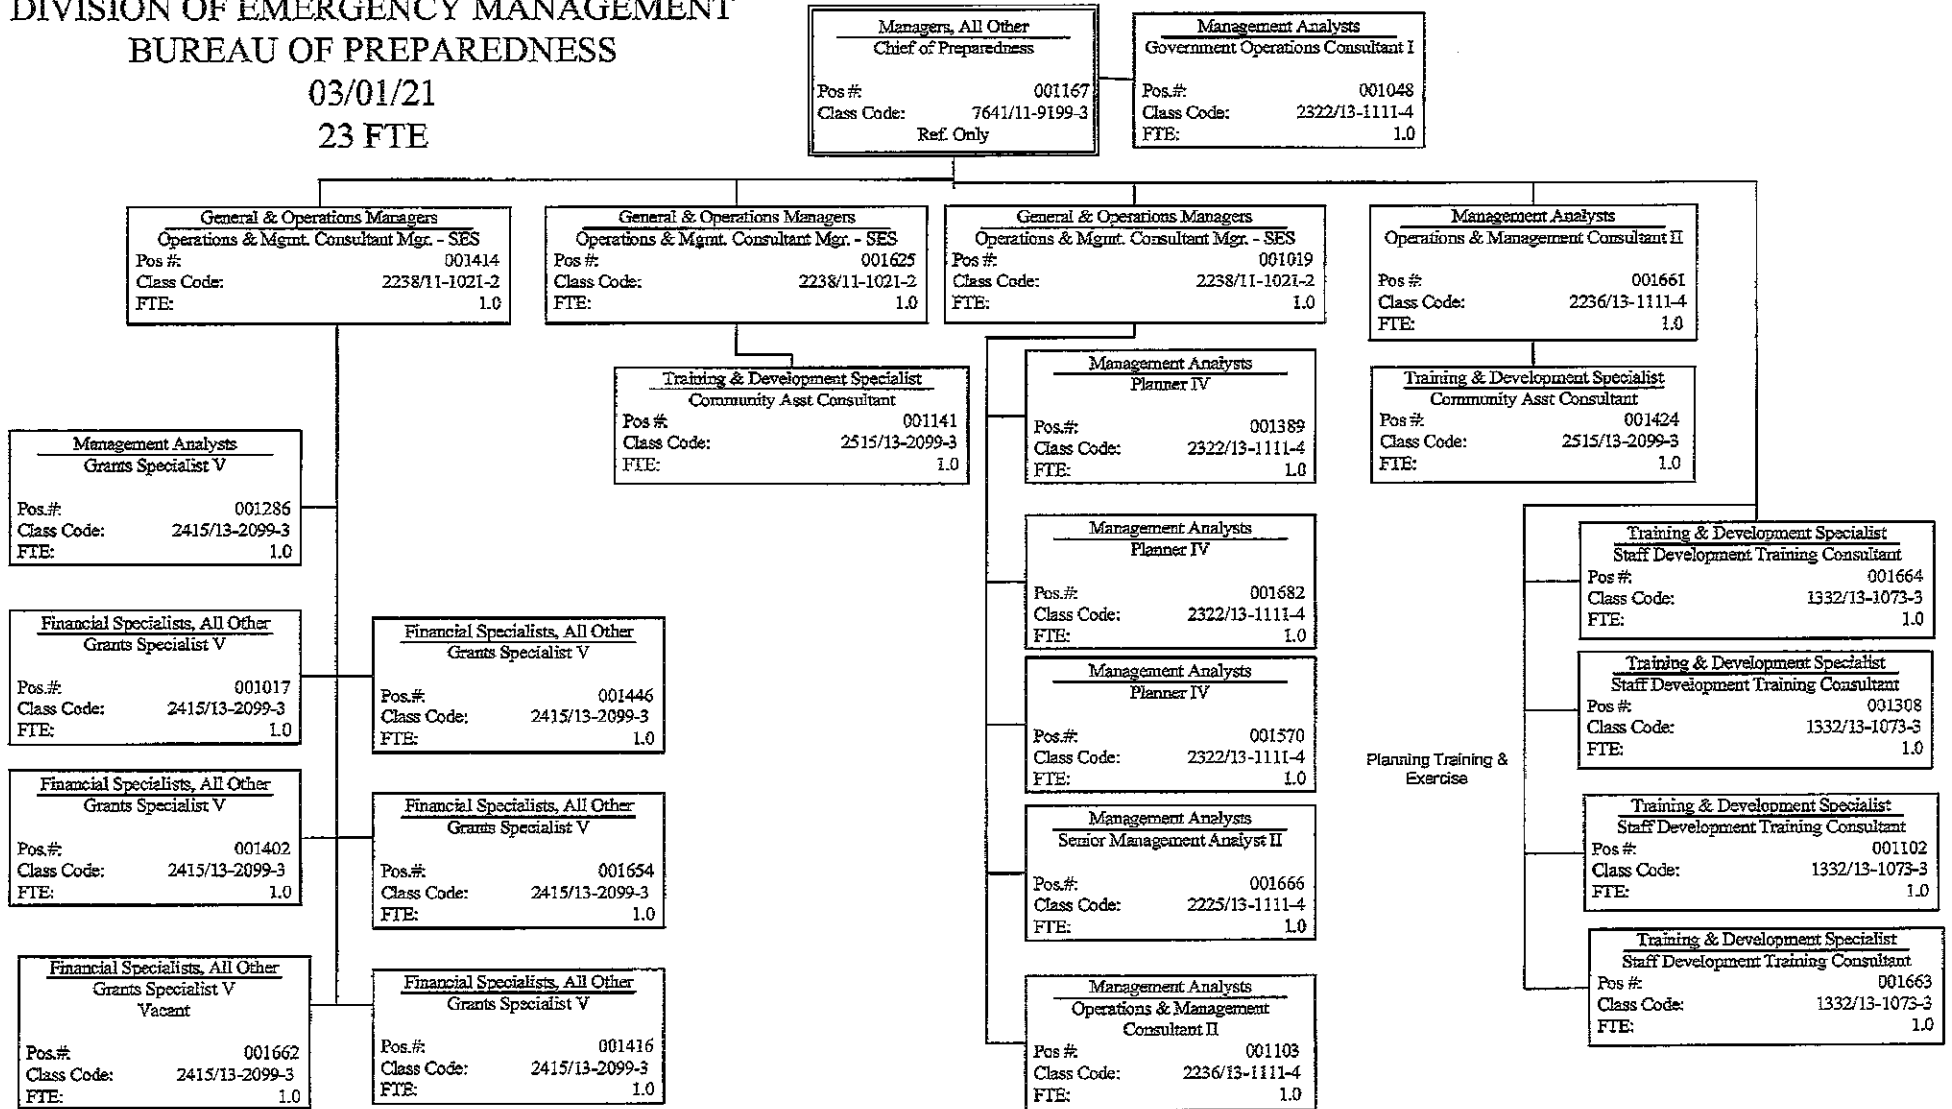 DIVISION OF EMERGENCY MANAGEMENT
BUREAU OF PREPAREDNESS
03/01/21
23 FTE
Managers, All Other
Chief of Preparedness
Pos #: 001167
Class Code: 7641/11-9199-3
Ref. Only
Management Analysts
Government Operations Consultant I
Pos.#: 001048
Class Code: 2322/13-1111-4
FTE: 1.0
General & Operations Managers
Operations & Mgmt. Consultant Mgr. - SES
Pos #: 001414
Class Code: 2238/11-1021-2
FTE: 1.0
General & Operations Managers
Operations & Mgmt. Consultant Mgr. - SES
Pos #: 001625
Class Code: 2238/11-1021-2
FTE: 1.0
General & Operations Managers
Operations & Mgmt. Consultant Mgr. - SES
Pos #: 001019
Class Code: 2238/11-1021-2
FTE: 1.0
Management Analysts
Operations & Management Consultant II
Pos #: 001661
Class Code: 2236/13-1111-4
FTE: 1.0
Training & Development Specialist
Community Asst Consultant
Pos #: 001141
Class Code: 2515/13-2099-3
FTE: 1.0
Management Analysts
Planner IV
Pos.#: 001389
Class Code: 2322/13-1111-4
FTE: 1.0
Training & Development Specialist
Community Asst Consultant
Pos #: 001424
Class Code: 2515/13-2099-3
FTE: 1.0
Management Analysts
Grants Specialist V
Pos.#: 001286
Class Code: 2415/13-2099-3
FTE: 1.0
Management Analysts
Planner IV
Pos.#: 001682
Class Code: 2322/13-1111-4
FTE: 1.0
Training & Development Specialist
Staff Development Training Consultant
Pos #: 001664
Class Code: 1332/13-1073-3
FTE: 1.0
Financial Specialists, All Other
Grants Specialist V
Pos.#: 001017
Class Code: 2415/13-2099-3
FTE: 1.0
Financial Specialists, All Other
Grants Specialist V
Pos.#: 001446
Class Code: 2415/13-2099-3
FTE: 1.0
Management Analysts
Planner IV
Pos.#: 001570
Class Code: 2322/13-1111-4
FTE: 1.0
Training & Development Specialist
Staff Development Training Consultant
Pos #: 001308
Class Code: 1332/13-1073-3
FTE: 1.0
Planning Training &
Exercise
Financial Specialists, All Other
Grants Specialist V
Pos.#: 001402
Class Code: 2415/13-2099-3
FTE: 1.0
Financial Specialists, All Other
Grants Specialist V
Pos.#: 001654
Class Code: 2415/13-2099-3
FTE: 1.0
Management Analysts
Senior Management Analyst II
Pos.#: 001666
Class Code: 2225/13-1111-4
FTE: 1.0
Training & Development Specialist
Staff Development Training Consultant
Pos #: 001102
Class Code: 1332/13-1073-3
FTE: 1.0
Financial Specialists, All Other
Grants Specialist V
Vacant
Pos.#: 001662
Class Code: 2415/13-2099-3
FTE: 1.0
Financial Specialists, All Other
Grants Specialist V
Pos.#: 001416
Class Code: 2415/13-2099-3
FTE: 1.0
Management Analysts
Operations & Management
Consultant II
Pos #: 001103
Class Code: 2236/13-1111-4
FTE: 1.0
Training & Development Specialist
Staff Development Training Consultant
Pos #: 001663
Class Code: 1332/13-1073-3
FTE: 1.0